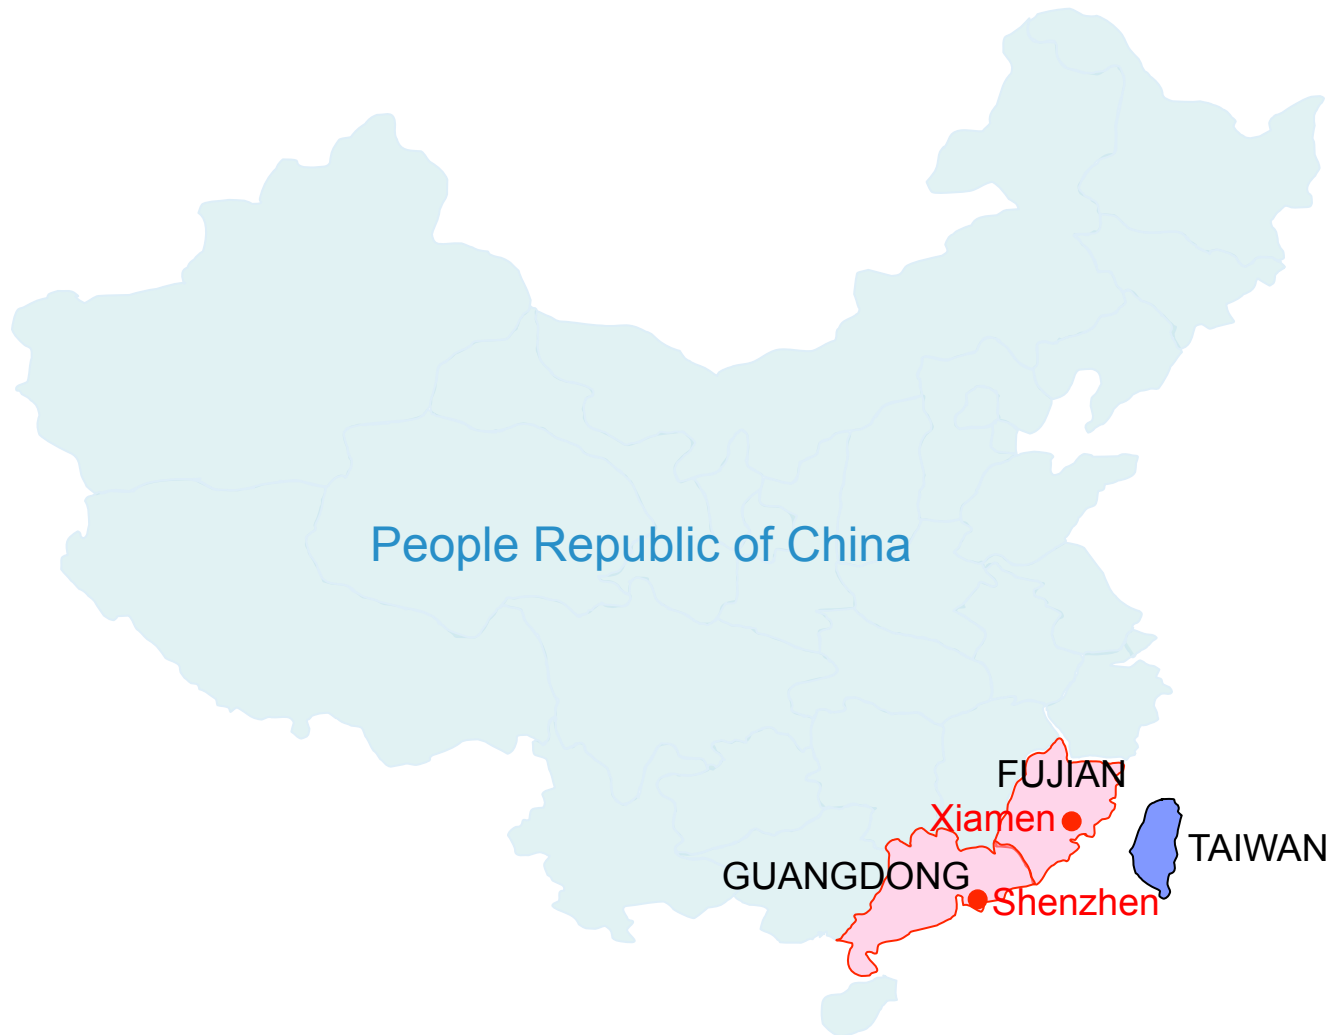 People Republic of China
FUJIAN
Xiamen
TAIWAN
GUANGDONG
Shenzhen